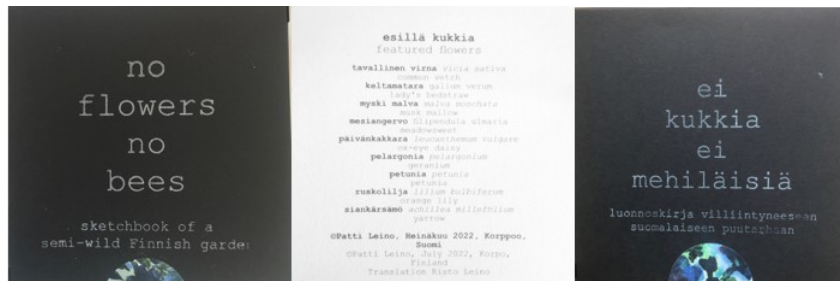 no
flowers
no
bees
sketchbook of a
semi-wild Finnish garde
esillä kukkia
featured flowers
tavallinen virna vicia sativa
common vetch
keltamatara galium verum
lady's bedstraw
myski malva malva moschata
musk mallow
mesiangervo filipendula ulmaria
meadowsweet
päivänkakkara leucanthemum vulgare
ox-eye daisy
pelargonia pelargonium
geranium
petunia petunia
petunia
ruskolilja lilium bulbiferum
orange lily
siankärsämö achillea millefolium
yarrow
©Patti Leino, Heinäkuu 2022, Korppoo,
Suomi
©Patti Leino, July 2022, Korpo,
Finland
Translation Risto Leino
ei
kukkia
ei
mehiläisiä
luonnoskirja villiintyneeseen
suomalaiseen puutarhaan